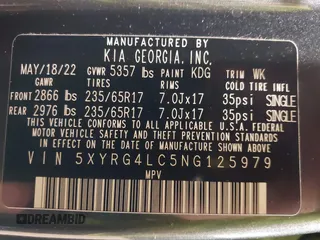 MANUFACTURED BY
KIA GEORGIA, INC.
MAY/18/22 GVWR 5357 lbs PAINT KDG TRIM WK
TIRES RIMS COLD TIRE PRESSURE
FRONT 2866 lbs 235/65R17 7.0Jx17 35psi SINGLE
REAR 2976 lbs 235/65R17 7.0Jx17 35psi SINGLE
THIS VEHICLE CONFORMS TO ALL APPLICABLE
FEDERAL MOTOR VEHICLE SAFETY, BUMPER, AND
THEFT PREVENTION STANDARDS IN EFFECT ON THE
DATE OF MANUFACTURE SHOWN ABOVE.
VIN 5XYRG4LC5NG125979
MPV
DREAMBID